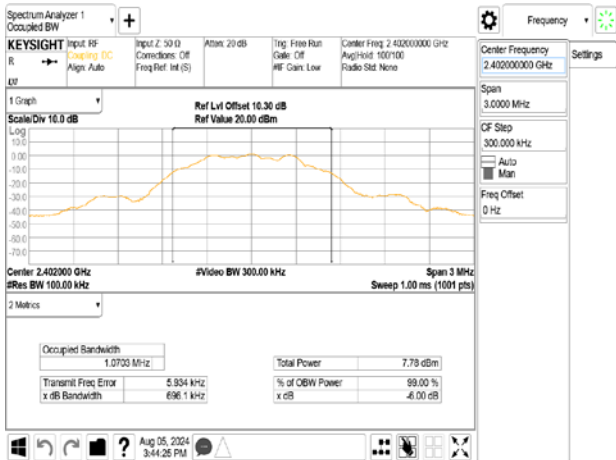 Spectrum Analyzer 1
Occupied BW
Frequency
KEYSIGHT
R
Input: RF
Coupling: DC
Align: Auto
Input Z: 50 Ω
Corrections: Off
Freq Ref: Int (S)
Atten: 20 dB
Trig: Free Run
Gate: Off
#IF Gain: Low
Center Freq: 2.402000000 GHz
Avg|Hold: 100/100
Radio Std: None
Center Frequency
2.402000000 GHz
Settings
Span
3.0000 MHz
CF Step
300.000 kHz
Auto
Man
Freq Offset
0 Hz
1 Graph
Scale/Div 10.0 dB
Ref Lvl Offset 10.30 dB
Ref Value 20.00 dBm
Log
10.0
0.00
-10.0
-20.0
-30.0
-40.0
-50.0
-60.0
-70.0
Center 2.402000 GHz
#Video BW 300.00 kHz
Span 3 MHz
#Res BW 100.00 kHz
Sweep 1.00 ms (1001 pts)
2 Metrics
Occupied Bandwidth
1.0703 MHz
Total Power 7.78 dBm
Transmit Freq Error 5.934 kHz
% of OBW Power 99.00 %
x dB Bandwidth 696.1 kHz
x dB -6.00 dB
?
Aug 05, 2024
3:44:25 PM